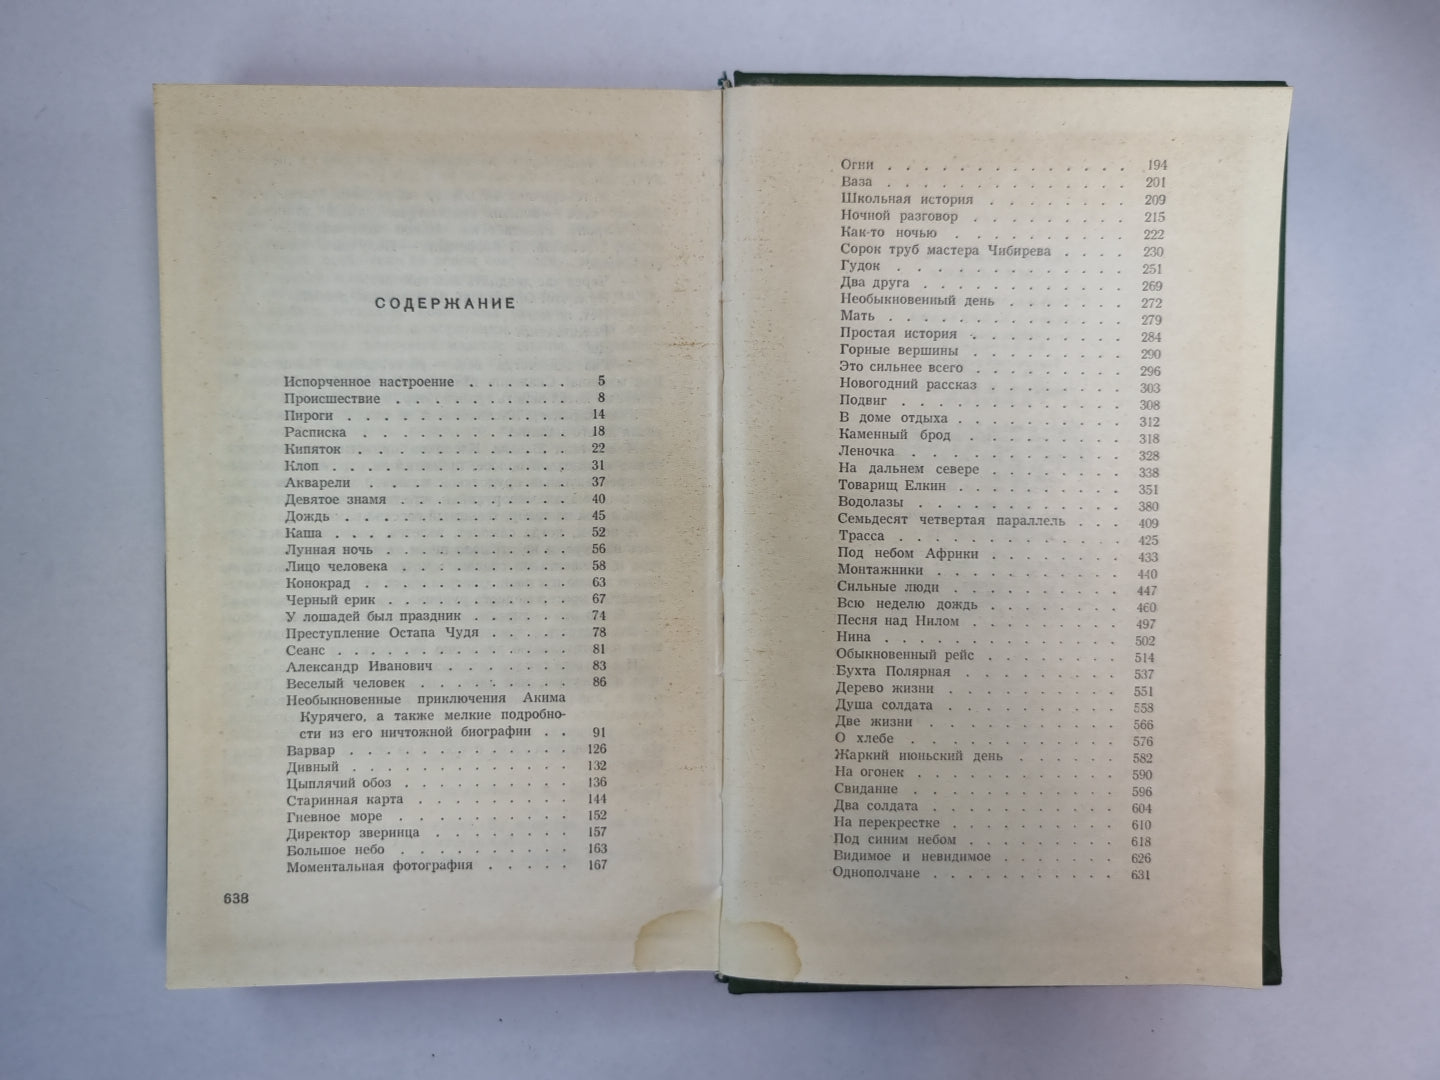 СОДЕРЖАНИЕ
Испорченное настроение . . . . . . 5
Происшествие . . . . . . . . . . 8
Пироги . . . . . . . . . . . . 14
Расписка . . . . . . . . . . . 18
Кипяток . . . . . . . . . . . 22
Клоп . . . . . . . . . . . . . 31
Акварели . . . . . . . . . . . 37
Девятое знамя . . . . . . . . . . 40
Дождь . . . . . . . . . . . . 45
Каша . . . . . . . . . . . . . 52
Лунная ночь . . . . . . . . . . 56
Лицо человека . . . . . . . . . . 58
Конокрад . . . . . . . . . . . 63
Черный ерик . . . . . . . . . . 67
У лошадей был праздник . . . . . . 74
Преступление Остапа Чудя . . . . . 78
Сеанс . . . . . . . . . . . . 81
Александр Иванович . . . . . . . 83
Веселый человек . . . . . . . . . 86
Необыкновенные приключения Акима
Курячего, а также мелкие подробно-
сти из его ничтожной биографии . . 91
Варвар . . . . . . . . . . . . 126
Дивный . . . . . . . . . . . . 132
Цыплячий обоз . . . . . . . . . . 136
Старинная карта . . . . . . . . . 144
Гневное море . . . . . . . . . . 152
Директор зверинца . . . . . . . . 157
Большое небо . . . . . . . . . . 163
Моментальная фотография . . . . . 167
638
Огни . . . . . . . . . . . . . 194
Ваза . . . . . . . . . . . . . 201
Школьная история . . . . . . . . 209
Ночной разговор . . . . . . . . . 215
Как-то ночью . . . . . . . . . . 222
Сорок труб мастера Чибирева . . . . 230
Гудок . . . . . . . . . . . . 251
Два друга . . . . . . . . . . . 269
Необыкновенный день . . . . . . . 272
Мать . . . . . . . . . . . . . 279
Простая история . . . . . . . . . 284
Горные вершины . . . . . . . . . 290
Это сильнее всего . . . . . . . . 296
Новогодний рассказ . . . . . . . 303
Подвиг . . . . . . . . . . . . 308
В доме отдыха . . . . . . . . . . 312
Каменный брод . . . . . . . . . 318
Леночка . . . . . . . . . . . 328
На дальнем севере . . . . . . . . 338
Товарищ Елкин . . . . . . . . . 351
Водолазы . . . . . . . . . . . 380
Семьдесят четвертая параллель . . . 409
Трасса . . . . . . . . . . . . 425
Под небом Африки . . . . . . . . 433
Монтажники . . . . . . . . . . 440
Сильные люди . . . . . . . . . . 447
Всю неделю дождь . . . . . . . . 460
Песня над Нилом . . . . . . . . . 497
Нина . . . . . . . . . . . . . 502
Обыкновенный рейс . . . . . . . . 514
Бухта Полярная . . . . . . . . . 537
Дерево жизни . . . . . . . . . . 551
Душа солдата . . . . . . . . . . 558
Две жизни . . . . . . . . . . . 566
О хлебе . . . . . . . . . . . 576
Жаркий июньский день . . . . . . 582
На огонек . . . . . . . . . . . 590
Свидание . . . . . . . . . . . 596
Два солдата . . . . . . . . . . 604
На перекрестке . . . . . . . . . 610
Под синим небом . . . . . . . . . 618
Видимое и невидимое . . . . . . . 626
Однополчане . . . . . . . . . . 631